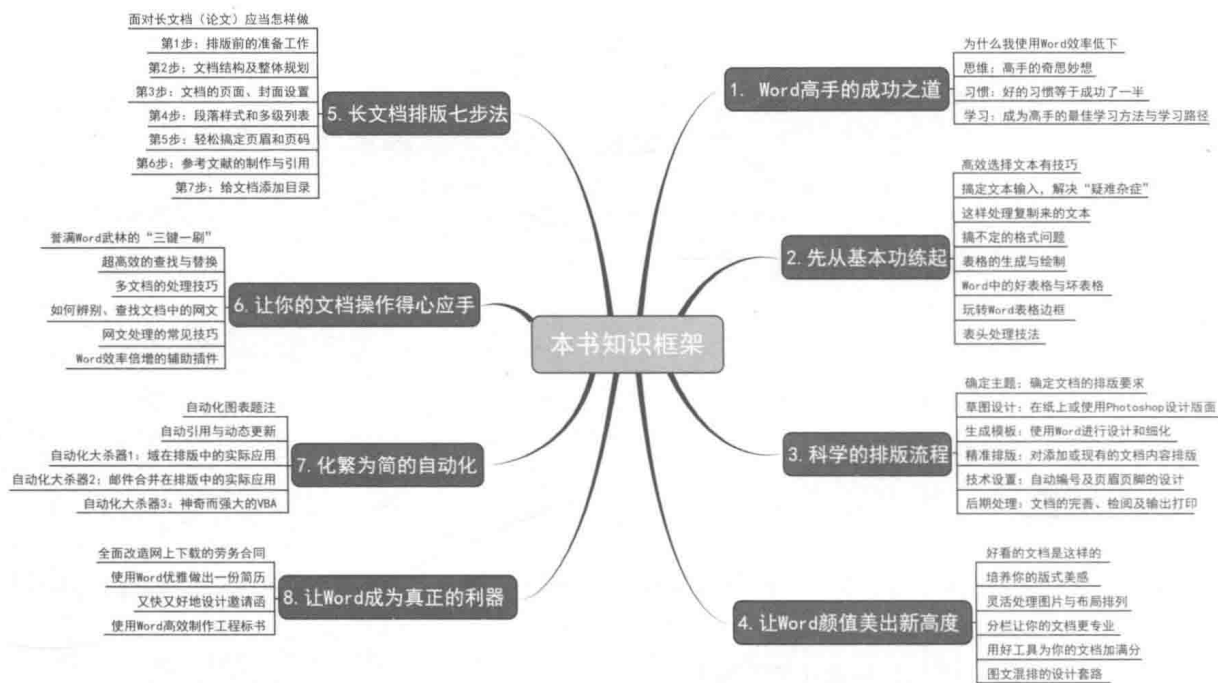 本书知识框架
1. Word高手的成功之道
为什么我使用Word效率低下
思维：高手的奇思妙想
习惯：好的习惯等于成功了一半
学习：成为高手的最佳学习方法与学习路径
2. 先从基本功练起
高效选择文本有技巧
搞定文本输入，解决“疑难杂症”
这样处理复制来的文本
搞不定的格式问题
表格的生成与绘制
Word中的好表格与坏表格
玩转Word表格边框
表头处理技法
3. 科学的排版流程
确定主题：确定文档的排版要求
草图设计：在纸上或使用Photoshop设计版面
生成模板：使用Word进行设计和细化
精准排版：对添加或现有的文档内容排版
技术设置：自动编号及页眉页脚的设计
后期处理：文档的完善、检阅及输出打印
4. 让Word颜值美出新高度
好看的文档是这样的
培养你的版式美感
灵活处理图片与布局排列
分栏让你的文档更专业
用好工具为你的文档加满分
图文混排的设计套路
5. 长文档排版七步法
面对长文档（论文）应当怎样做
第1步：排版前的准备工作
第2步：文档结构及整体规划
第3步：文档的页面、封面设置
第4步：段落样式和多级列表
第5步：轻松搞定页眉和页码
第6步：参考文献的制作与引用
第7步：给文档添加目录
6. 让你的文档操作得心应手
誉满Word武林的“三键一刷”
超高效的查找与替换
多文档的处理技巧
如何辨别、查找文档中的网文
网文处理的常见技巧
Word效率倍增的辅助插件
7. 化繁为简的自动化
自动化图表题注
自动引用与动态更新
自动化大杀器1：域在排版中的实际应用
自动化大杀器2：邮件合并在排版中的实际应用
自动化大杀器3：神奇而强大的VBA
8. 让Word成为真正的利器
全面改造网上下载的劳务合同
使用Word优雅做出一份简历
又快又好地设计邀请函
使用Word高效制作工程标书